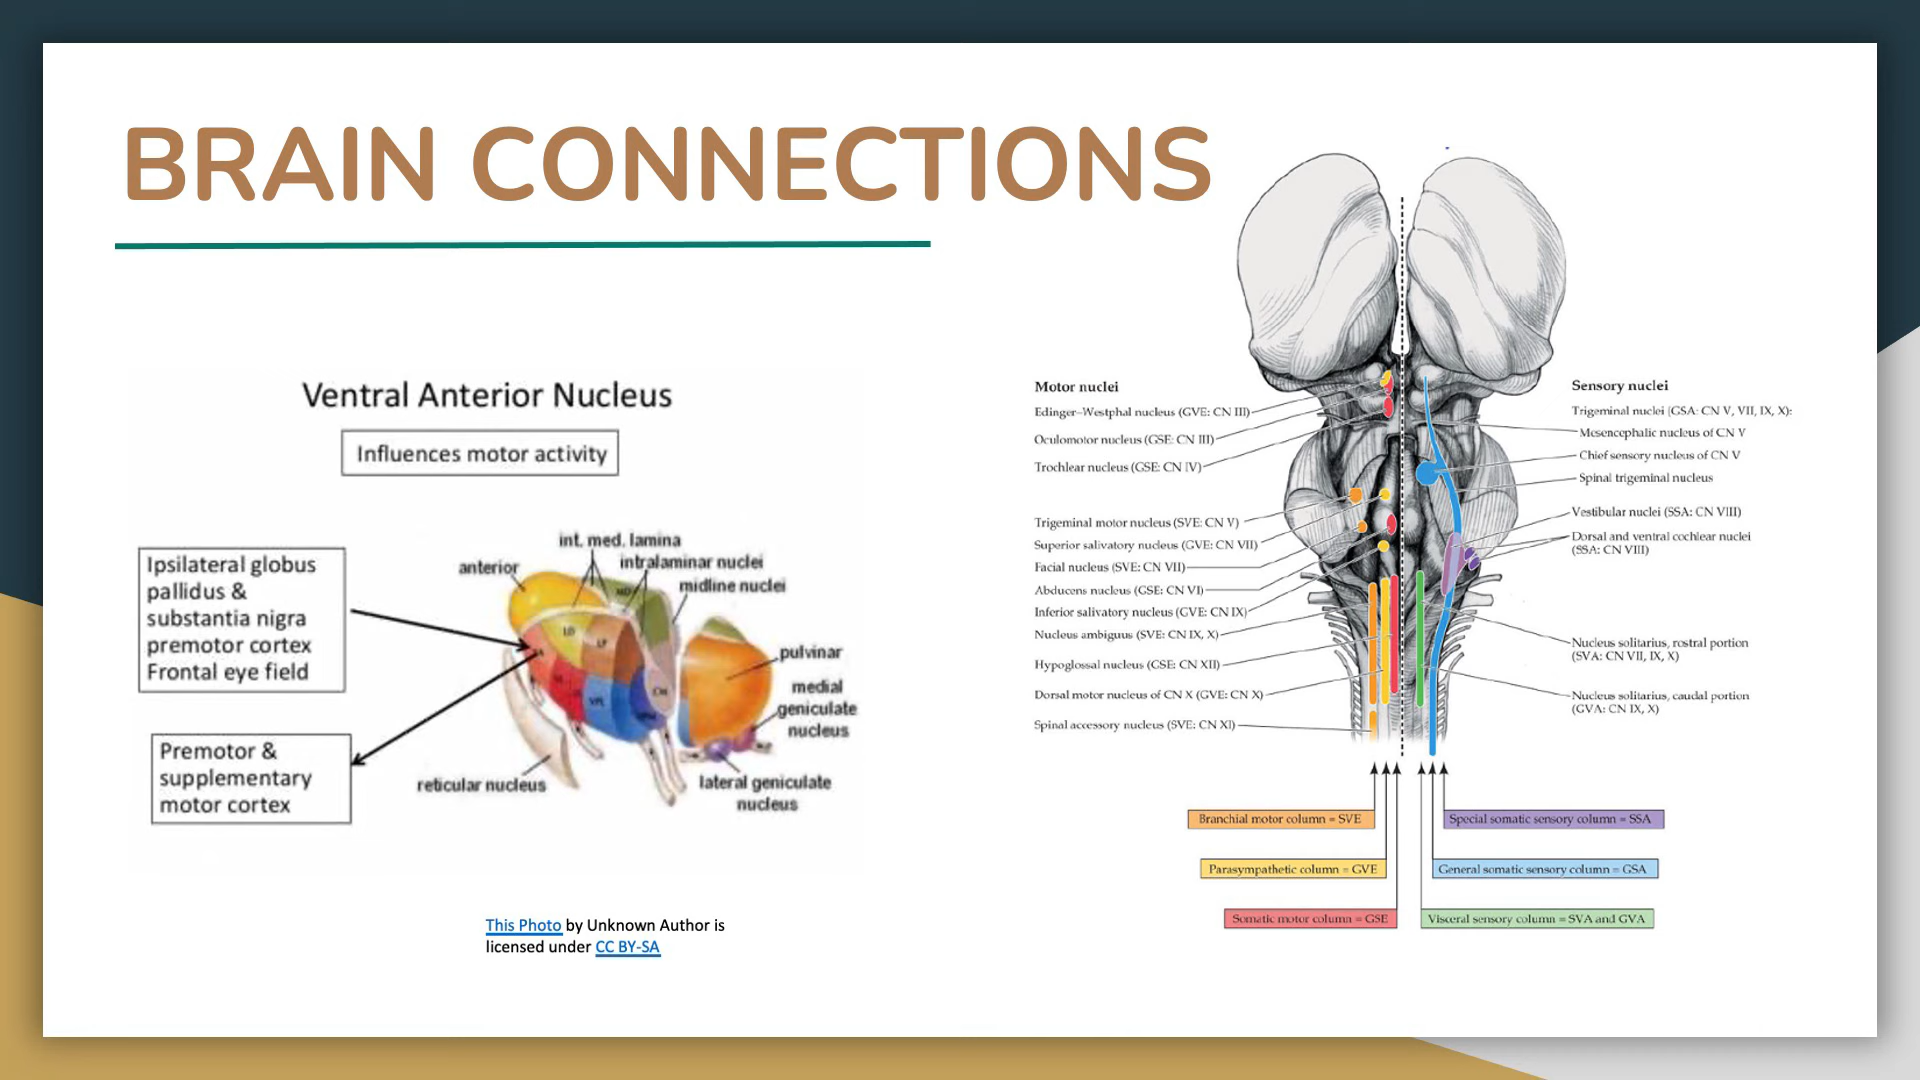 BRAIN CONNECTIONS
Ventral Anterior Nucleus
Influences motor activity
Ipsilateral globus
pallidus &
substantia nigra
premotor cortex
Frontal eye field
Premotor &
supplementary
motor cortex
int. med. lamina
anterior
intralaminar nuclei
midline nuclei
MD
LD
LP
VPL
CM
pulvinar
medial
geniculate
nucleus
reticular nucleus
lateral geniculate
nucleus
This Photo by Unknown Author is
licensed under CC BY-SA
Motor nuclei
Edinger–Westphal nucleus (GVE: CN III)
Oculomotor nucleus (GSE: CN III)
Trochlear nucleus (GSE: CN IV)
Trigeminal motor nucleus (SVE: CN V)
Superior salivatory nucleus (GVE: CN VII)
Facial nucleus (SVE: CN VII)
Abducens nucleus (GSE: CN VI)
Inferior salivatory nucleus (GVE: CN IX)
Nucleus ambiguus (SVE: CN IX, X)
Hypoglossal nucleus (GSE: CN XII)
Dorsal motor nucleus of CN X (GVE: CN X)
Spinal accessory nucleus (SVE: CN XI)
Sensory nuclei
Trigeminal nuclei (GSA: CN V, VII, IX, X):
Mesencephalic nucleus of CN V
Chief sensory nucleus of CN V
Spinal trigeminal nucleus
Vestibular nuclei (SSA: CN VIII)
Dorsal and ventral cochlear nuclei
(SSA: CN VIII)
Nucleus solitarius, rostral portion
(SVA: CN VII, IX, X)
Nucleus solitarius, caudal portion
(GVA: CN IX, X)
Branchial motor column = SVE
Parasympathetic column = GVE
Somatic motor column = GSE
Special somatic sensory column = SSA
General somatic sensory column = GSA
Visceral sensory column = SVA and GVA